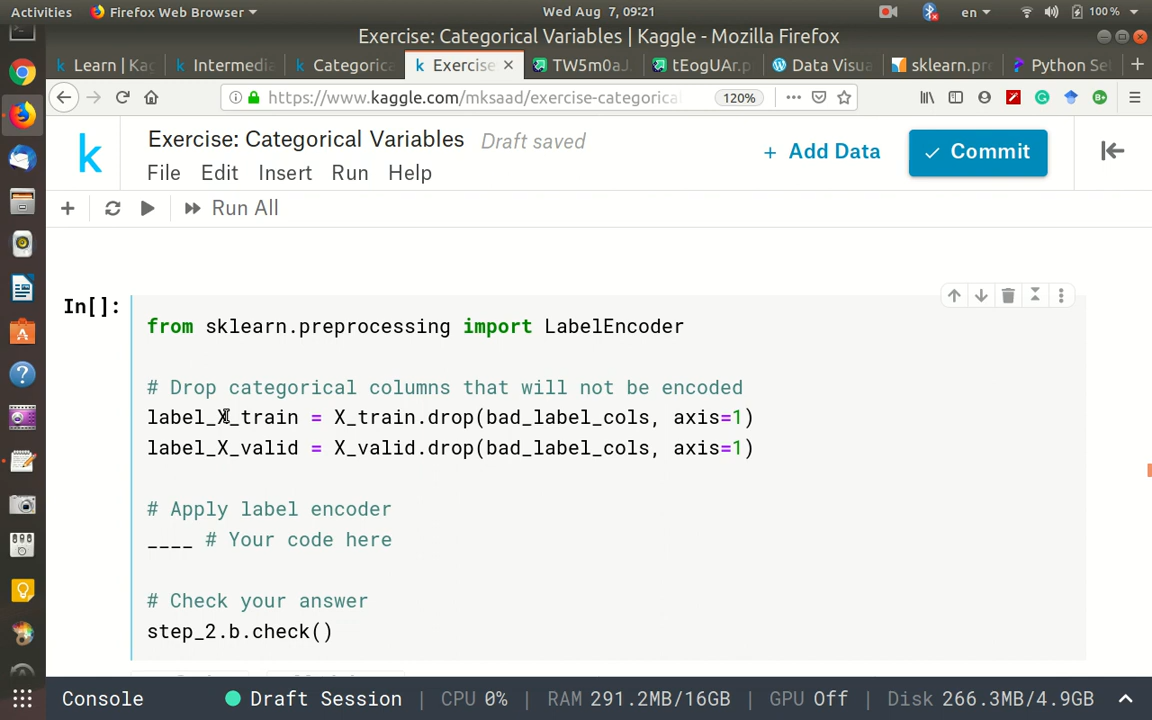 Activities Firefox Web Browser Wed Aug 7, 09:21 en 100 %
Exercise: Categorical Variables | Kaggle - Mozilla Firefox
Learn | Kag Intermedia Categorica Exercise TW5m0aJ. tEogUAr.p Data Visua sklearn.pre Python Se
https://www.kaggle.com/mksaad/exercise-categorica 120%
Exercise: Categorical Variables Draft saved
+ Add Data Commit
File Edit Insert Run Help
Run All
In[]:
from sklearn.preprocessing import LabelEncoder
# Drop categorical columns that will not be encoded
label_X_train = X_train.drop(bad_label_cols, axis=1)
label_X_valid = X_valid.drop(bad_label_cols, axis=1)
# Apply label encoder
____ # Your code here
# Check your answer
step_2.b.check()
Console Draft Session | CPU 0% | RAM 291.2MB/16GB | GPU Off | Disk 266.3MB/4.9GB